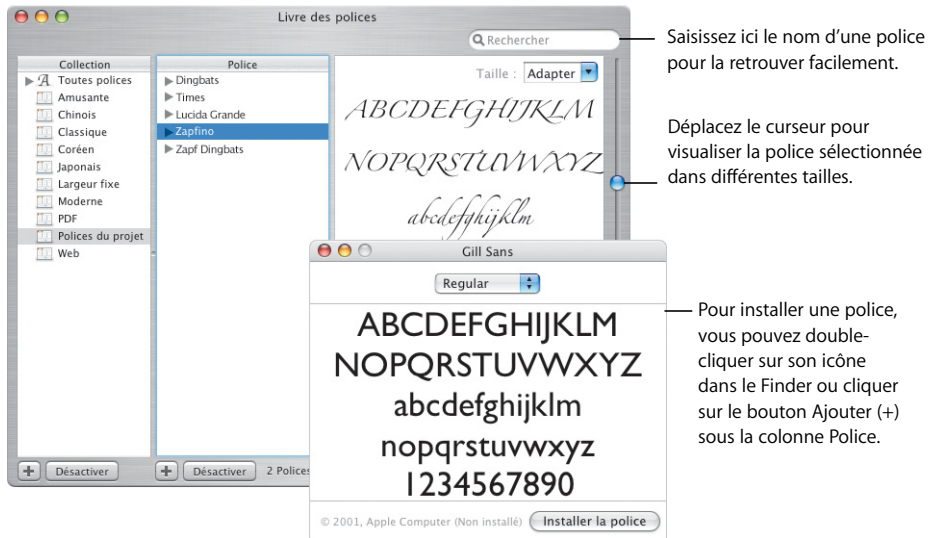 Livre des polices
Rechercher
Collection
Toutes polices
Amusante
Chinois
Classique
Coréen
Japonais
Largeur fixe
Moderne
PDF
Polices du projet
Web
Désactiver
Police
Dingbats
Times
Lucida Grande
Zapfino
Zapf Dingbats
Désactiver
2 Polices
Taille : Adapter
ABCDEFGHIJKLM
NOPQRSTUVWXYZ
abcdefghijklm
Gill Sans
Regular
ABCDEFGHIJKLM
NOPQRSTUVWXYZ
abcdefghijklm
nopqrstuvwxyz
1234567890
© 2001, Apple Computer (Non installé)
Installer la police
Saisissez ici le nom d’une police
pour la retrouver facilement.
Déplacez le curseur pour
visualiser la police sélectionnée
dans différentes tailles.
Pour installer une police,
vous pouvez double-
cliquer sur son icône
dans le Finder ou cliquer
sur le bouton Ajouter (+)
sous la colonne Police.